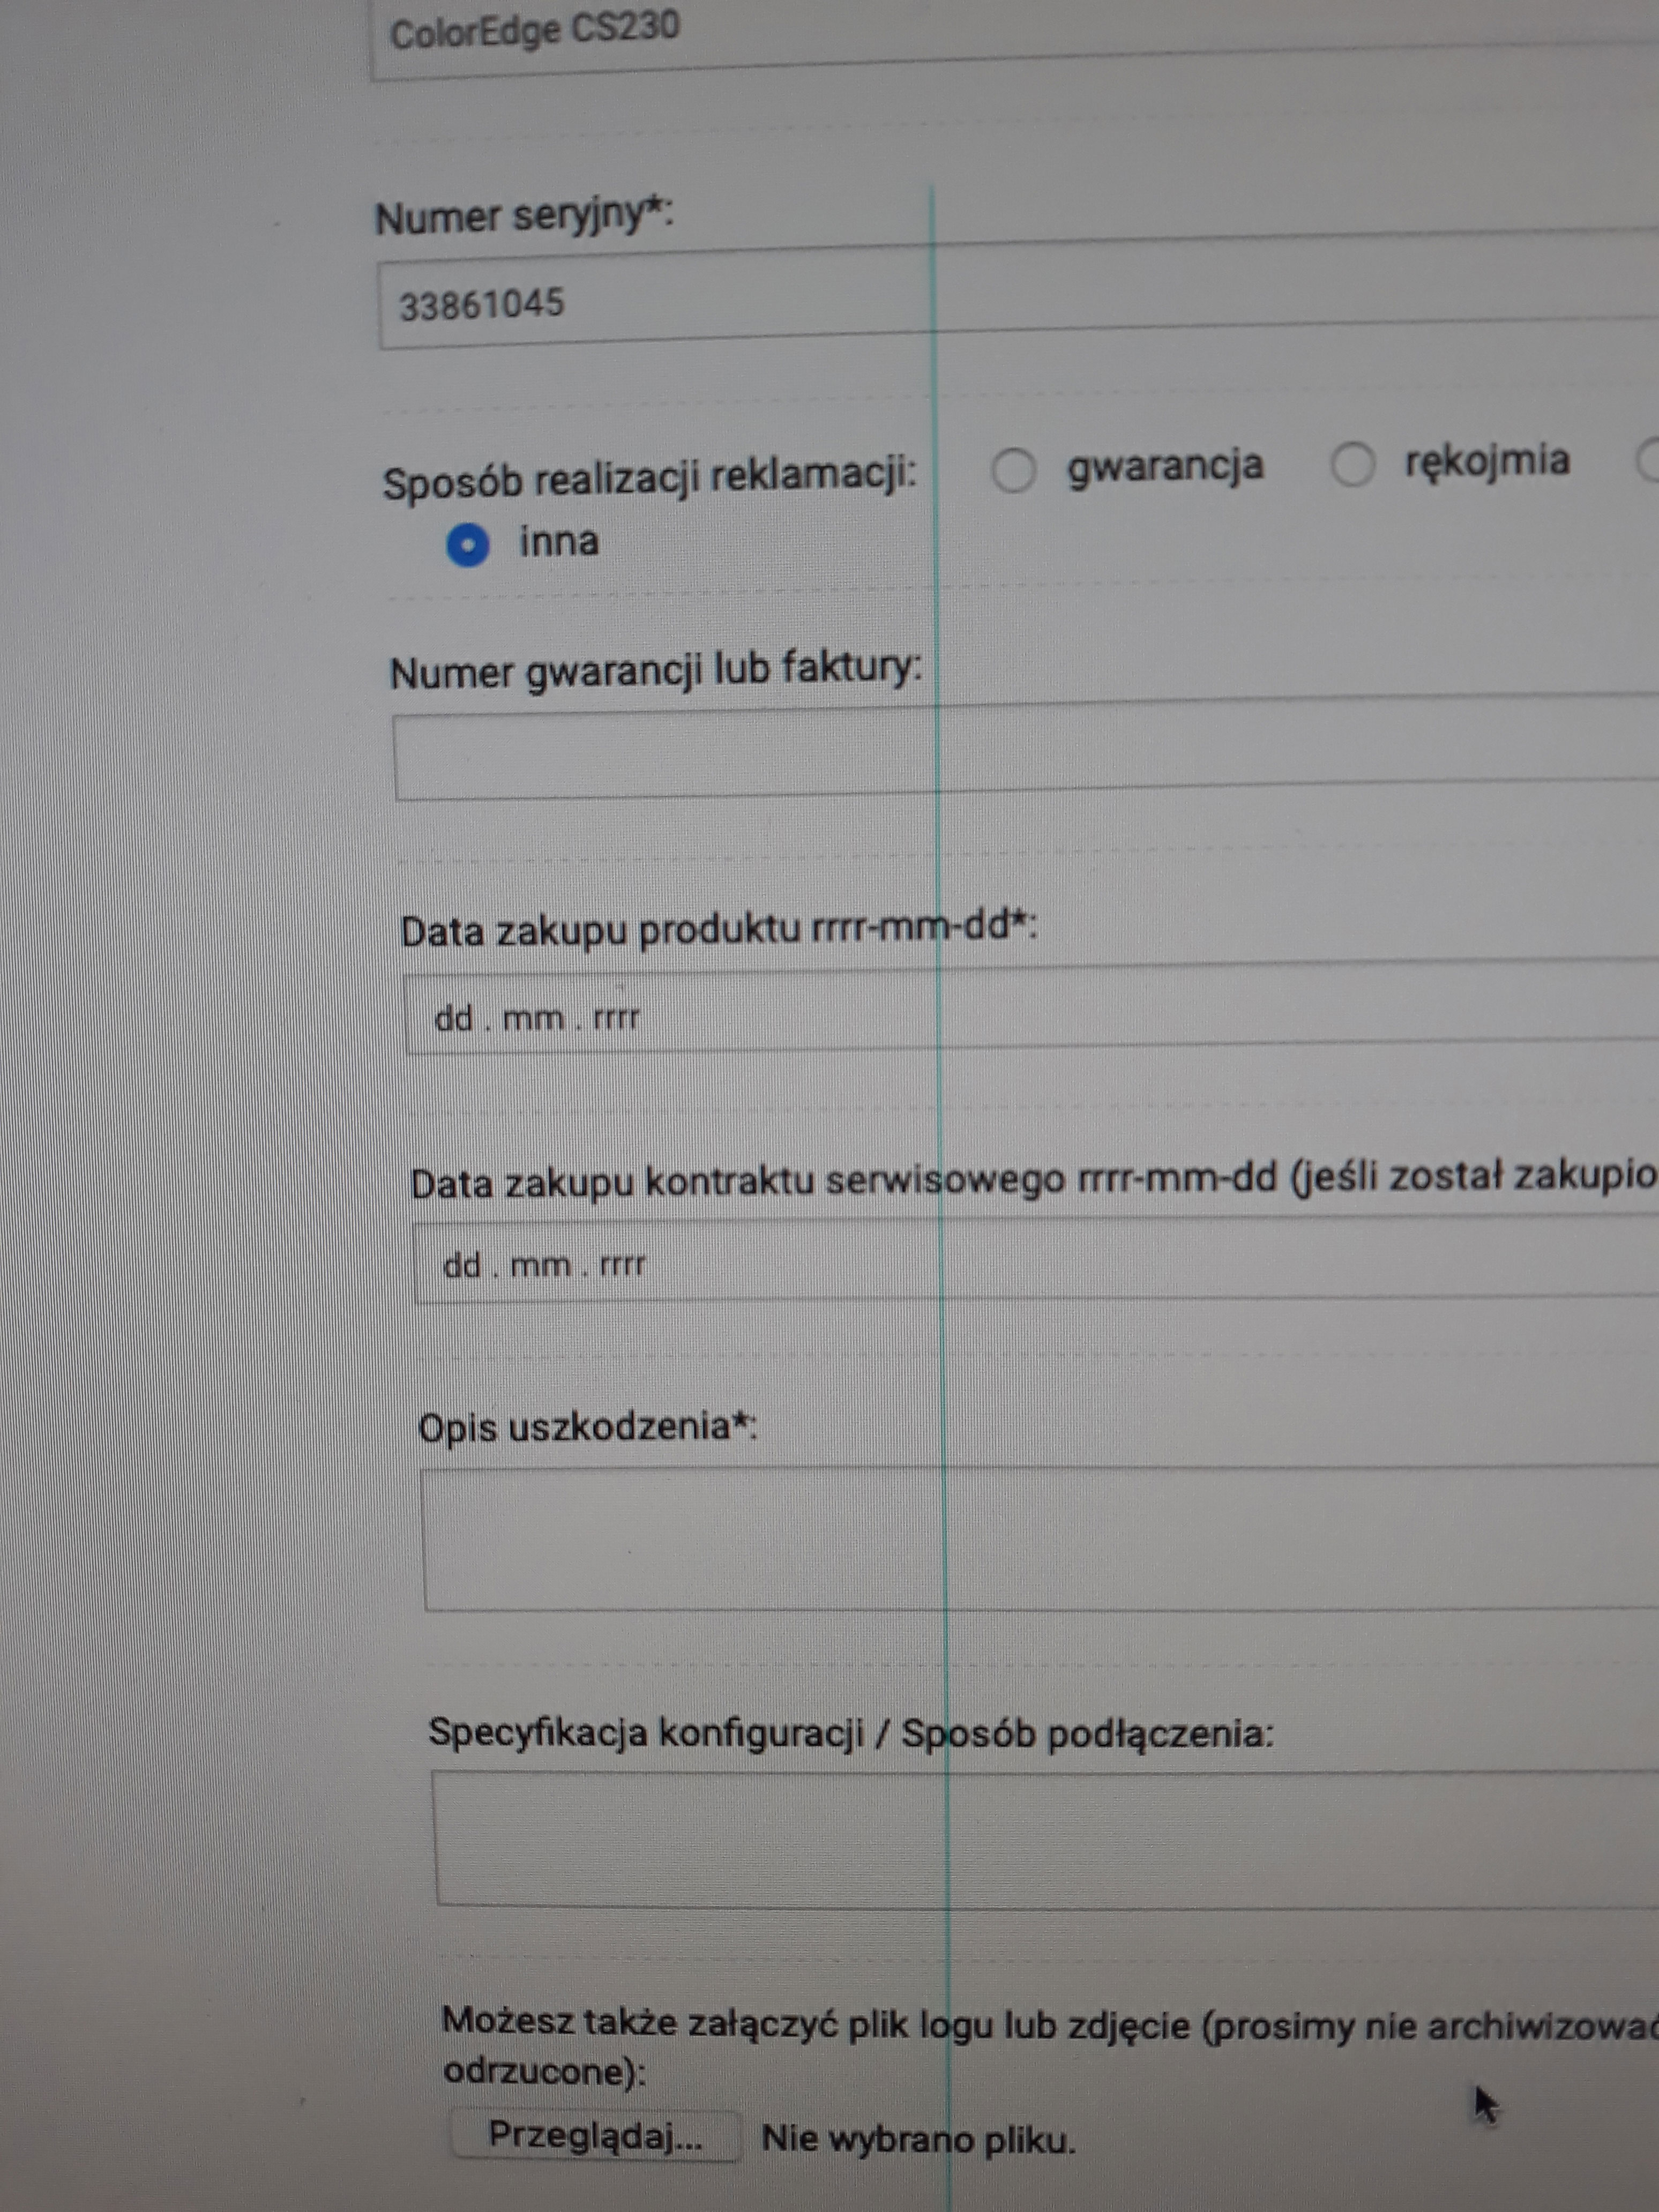 ColorEdge CS230
Numer seryjny*:
33861045
Sposób realizacji reklamacji: gwarancja rękojmia
inna
Numer gwarancji lub faktury:
Data zakupu produktu rrrr-mm-dd*:
dd . mm . rrrr
Data zakupu kontraktu serwisowego rrrr-mm-dd (jeśli został zakupio
dd . mm . rrrr
Opis uszkodzenia*:
Specyfikacja konfiguracji / Sposób podłączenia:
Możesz także załączyć plik logu lub zdjęcie (prosimy nie archiwizować
odrzucone):
Przeglądaj... Nie wybrano pliku.